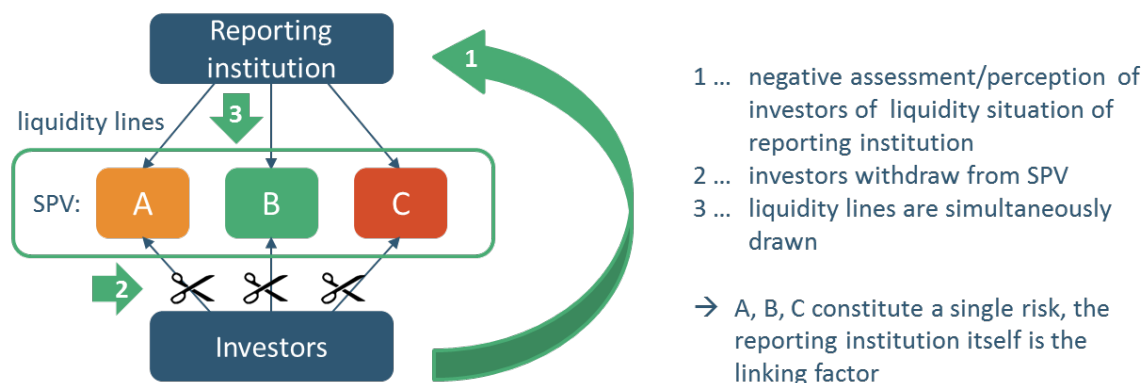 Reporting
institution
1
liquidity lines
3
SPV:
A
B
C
2
Investors
1 ... negative assessment/perception of
investors of liquidity situation of
reporting institution
2 ... investors withdraw from SPV
3 ... liquidity lines are simultaneously
drawn
→ A, B, C constitute a single risk, the
reporting institution itself is the
linking factor